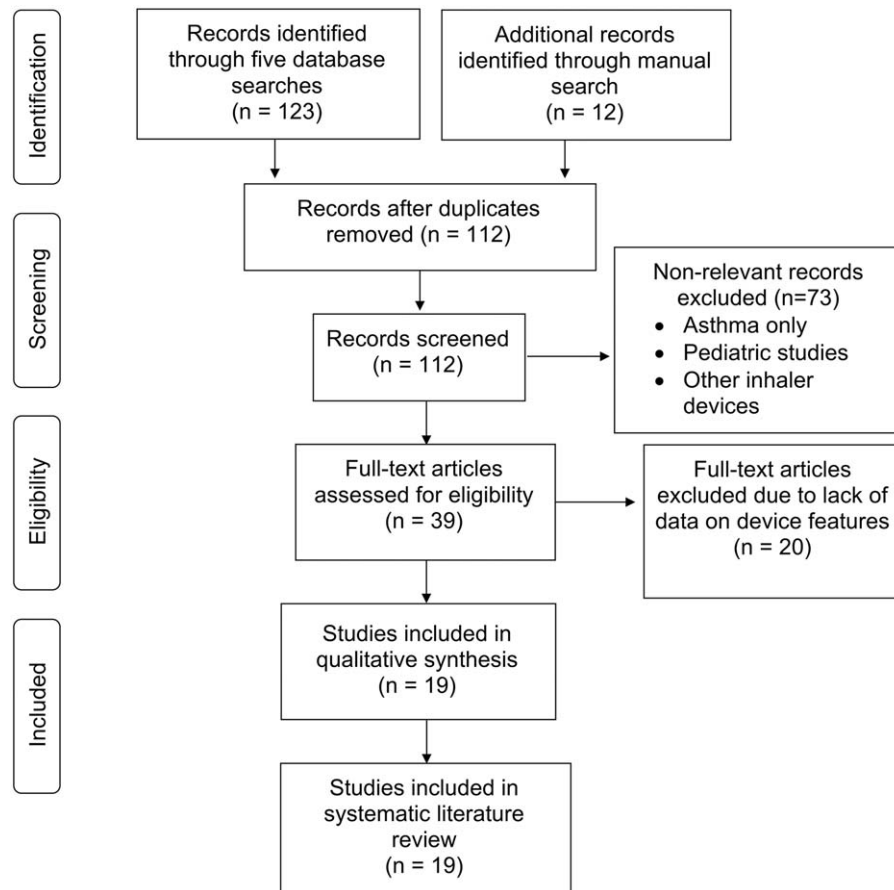 Identification
Records identified
through five database
searches
(n = 123)
Additional records
identified through manual
search
(n = 12)
Records after duplicates
removed (n = 112)
Screening
Records screened
(n = 112)
Non-relevant records
excluded (n=73)
• Asthma only
• Pediatric studies
• Other inhaler
devices
Eligibility
Full-text articles
assessed for eligibility
(n = 39)
Full-text articles
excluded due to lack of
data on device features
(n = 20)
Included
Studies included in
qualitative synthesis
(n = 19)
Studies included in
systematic literature
review
(n = 19)